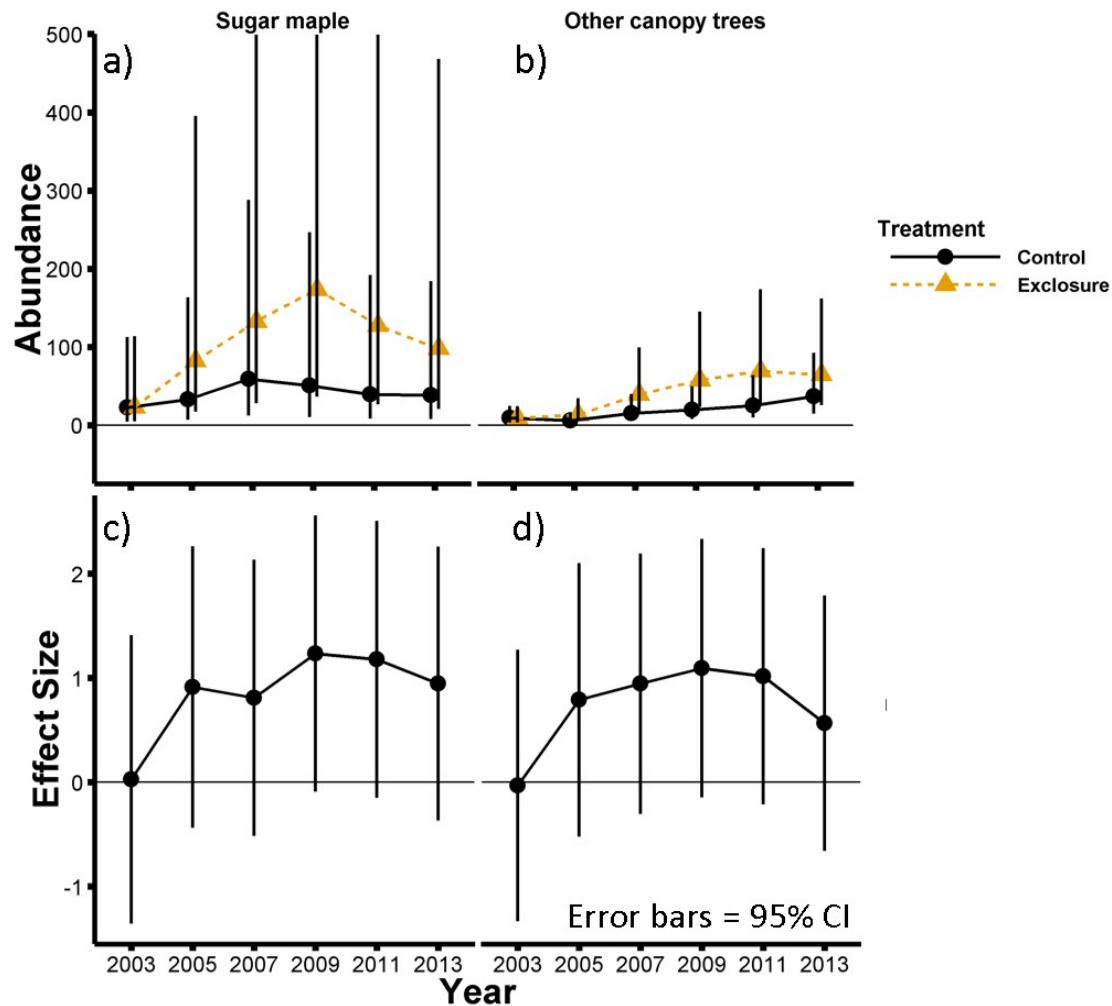 Sugar maple
Other canopy trees
a)
b)
500
400
300
200
100
0
Abundance
Treatment
Control
Exclosure
c)
d)
2
1
0
-1
Effect Size
Error bars = 95% CI
2003 2005 2007 2009 2011 2013
2003 2005 2007 2009 2011 2013
Year